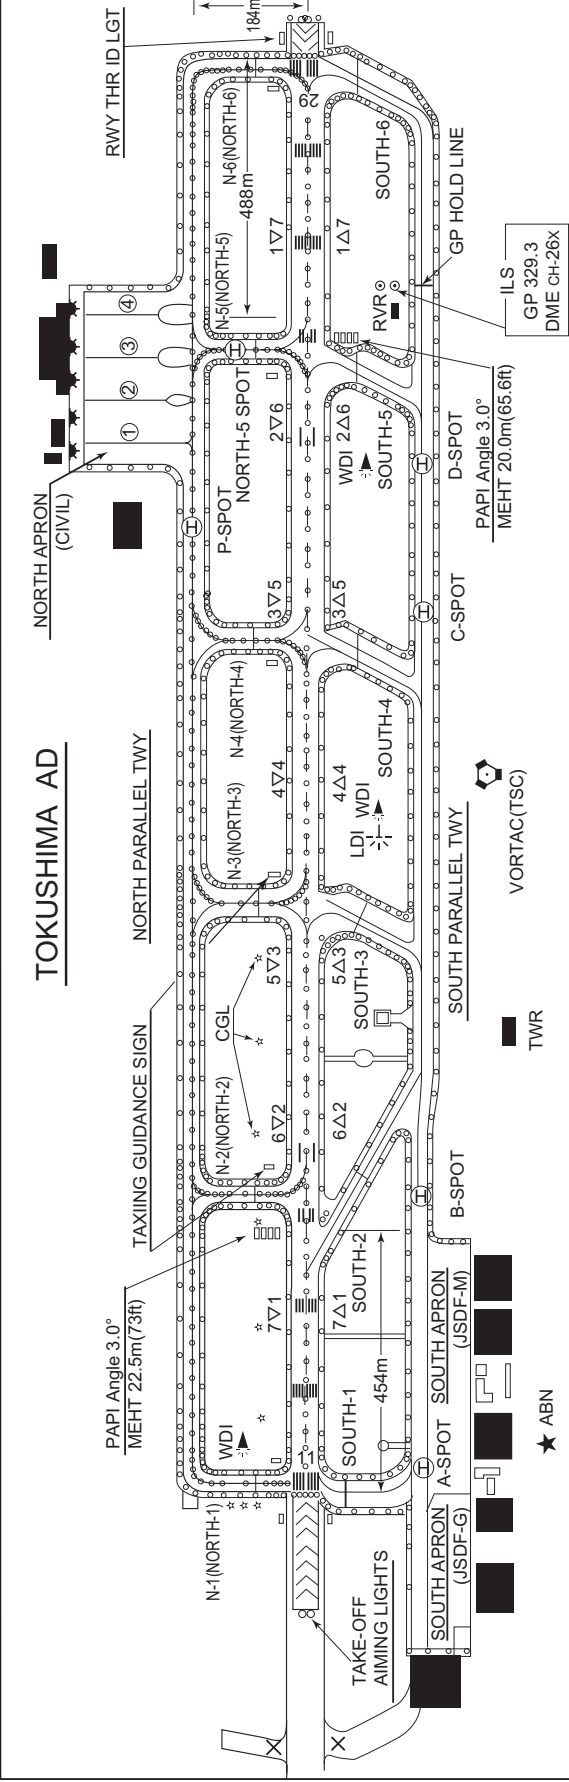 TOKUSHIMA AD
RWY THR ID LGT
184m
NORTH APRON
(CIVIL)
1
2
3
4
NORTH PARALLEL TWY
TAXIING GUIDANCE SIGN
PAPI Angle 3.0°
MEHT 22.5m(73ft)
N-1(NORTH-1)
N-2(NORTH-2)
N-3(NORTH-3)
N-4(NORTH-4)
N-5(NORTH-5)
N-6(NORTH-6)
488m
H
P-SPOT
H
NORTH-5 SPOT
WDI
CGL
7▽1
6▽2
5▽3
4▽4
3▽5
2▽6
1▽7
11
29
7△1
6△2
5△3
4△4
3△5
2△6
1△7
SOUTH-1
SOUTH-2
SOUTH-3
SOUTH-4
SOUTH-5
SOUTH-6
454m
LDI
WDI
WDI
RVR
GP HOLD LINE
ILS
GP 329.3
DME CH-26x
PAPI Angle 3.0°
MEHT 20.0m(65.6ft)
TAKE-OFF
AIMING LIGHTS
X
X
H
A-SPOT
H
B-SPOT
H
C-SPOT
H
D-SPOT
SOUTH PARALLEL TWY
SOUTH APRON
(JSDF-G)
SOUTH APRON
(JSDF-M)
ABN
TWR
VORTAC(TSC)